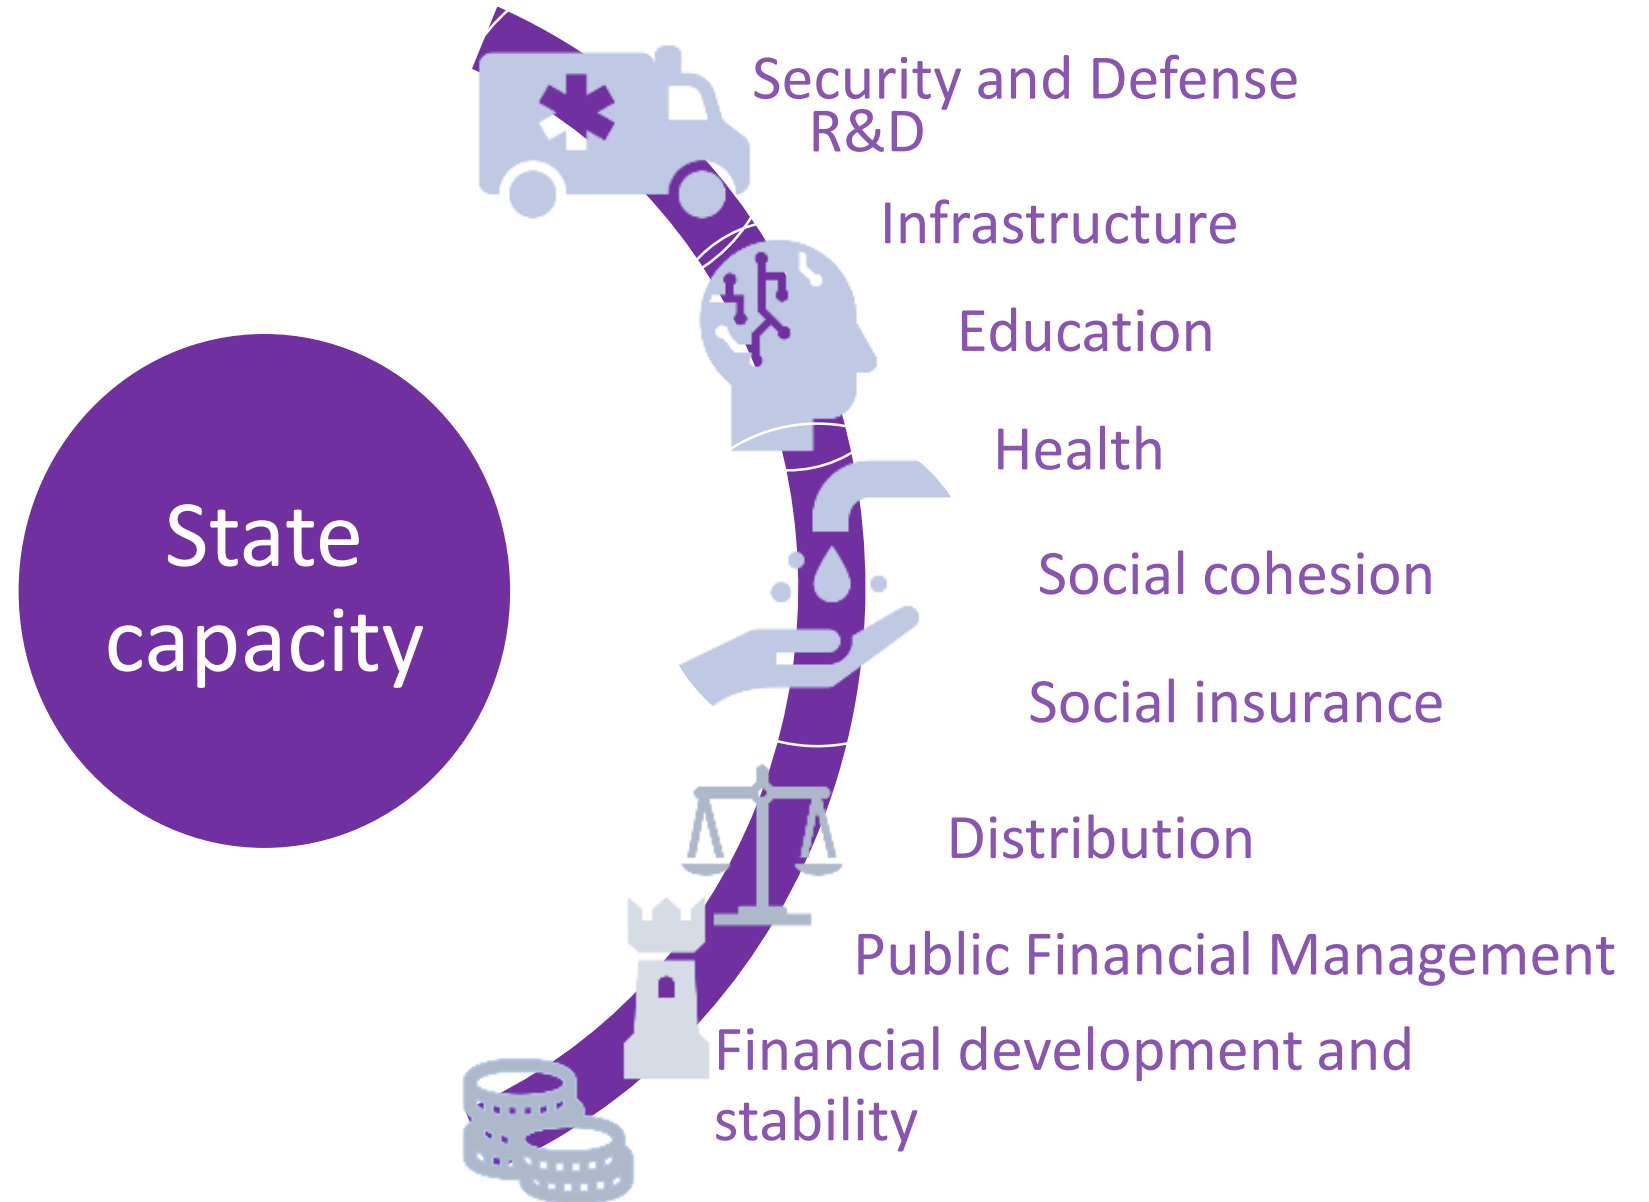 Security and Defense
R&D
Infrastructure
Education
Health
State
capacity
Social cohesion
Social insurance
Distribution
Public Financial Management
Financial development and
stability